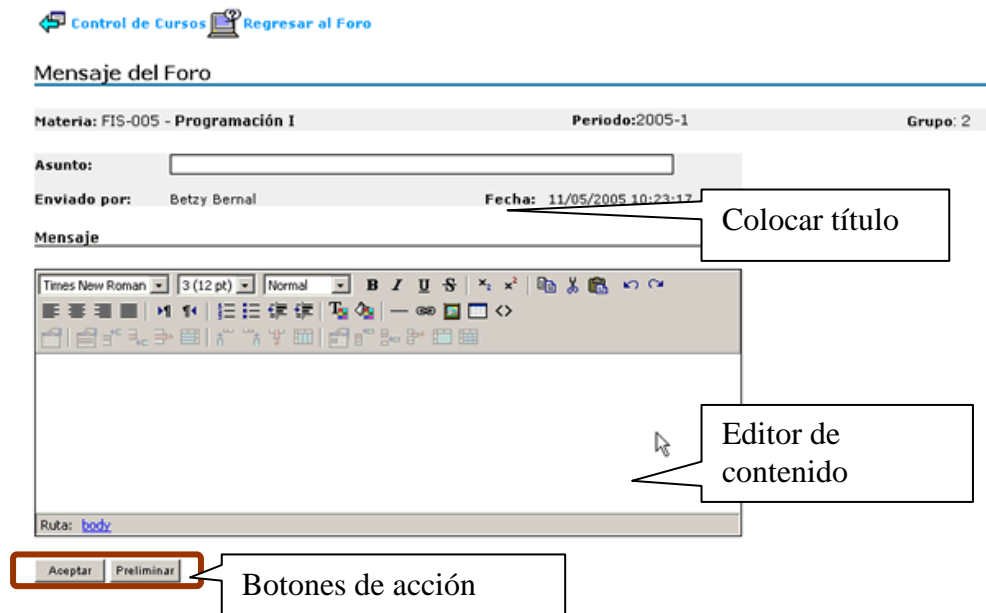 Control de Cursos Regresar al Foro
Mensaje del Foro
Materia: FIS-005 - Programación I Periodo:2005-1 Grupo: 2
Asunto:
Enviado por: Betzy Bernal Fecha: 11/05/2005 10:23:17
Colocar título
Mensaje
Times New Roman 3 (12 pt) Normal B I U S x₂ x²
Editor de
contenido
Ruta: body
Aceptar Preliminar
Botones de acción